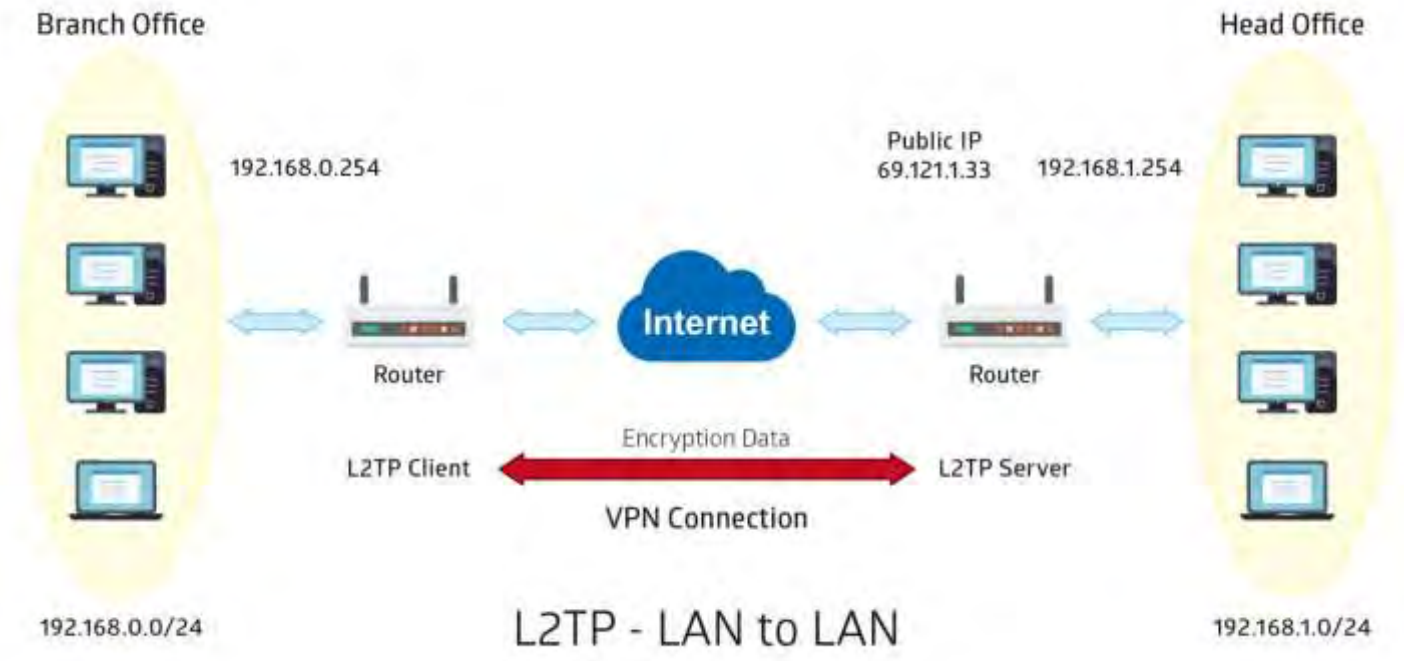 Branch Office
Head Office
Public IP
69.121.1.33
192.168.0.254
192.168.1.254
Internet
Router
Router
Encryption Data
L2TP Client
L2TP Server
VPN Connection
192.168.0.0/24
L2TP - LAN to LAN
192.168.1.0/24